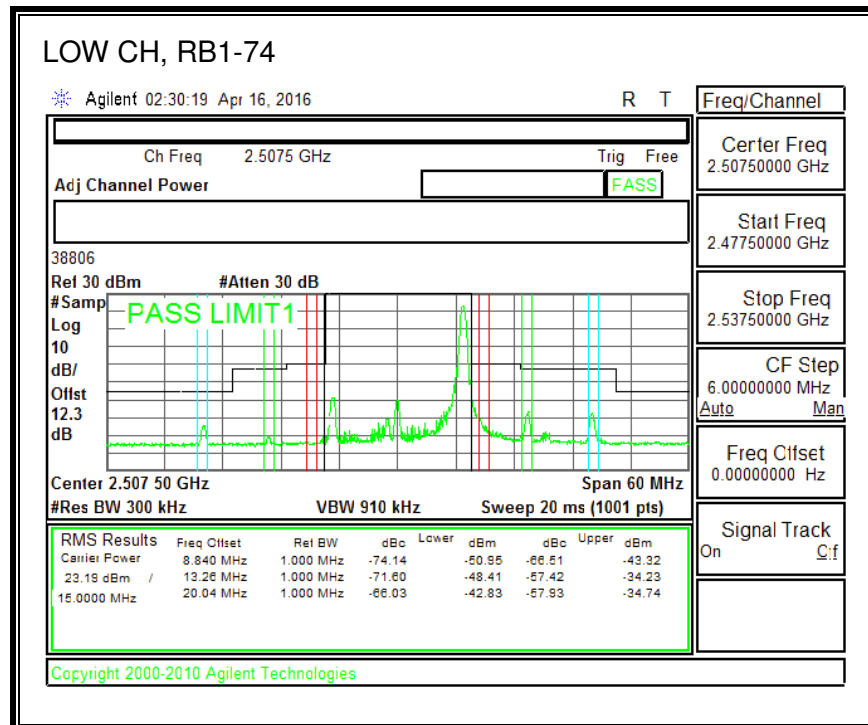 LOW CH, RB1-74
Agilent 02:30:19 Apr 16, 2016 R T
Freq/Channel
Ch Freq 2.5075 GHz Trig Free
Adj Channel Power PASS
Center Freq
2.50750000 GHz
Start Freq
2.47750000 GHz
Stop Freq
2.53750000 GHz
CF Step
6.00000000 MHz
Auto Man
Freq Offset
0.00000000 Hz
Signal Track
On Off
38806
Ref 30 dBm #Atten 30 dB
#Samp
Log
10
dB/
Offst
12.3
dB
PASS LIMIT1
Center 2.507 50 GHz Span 60 MHz
#Res BW 300 kHz VBW 910 kHz Sweep 20 ms (1001 pts)
RMS Results Freq Offset Ref BW dBc Lower dBm dBc Upper dBm
Carrier Power 8.840 MHz 1.000 MHz -74.14 -50.95 -66.51 -43.32
23.19 dBm / 13.26 MHz 1.000 MHz -71.60 -48.41 -57.42 -34.23
15.0000 MHz 20.04 MHz 1.000 MHz -66.03 -42.83 -57.93 -34.74
Copyright 2000-2010 Agilent Technologies